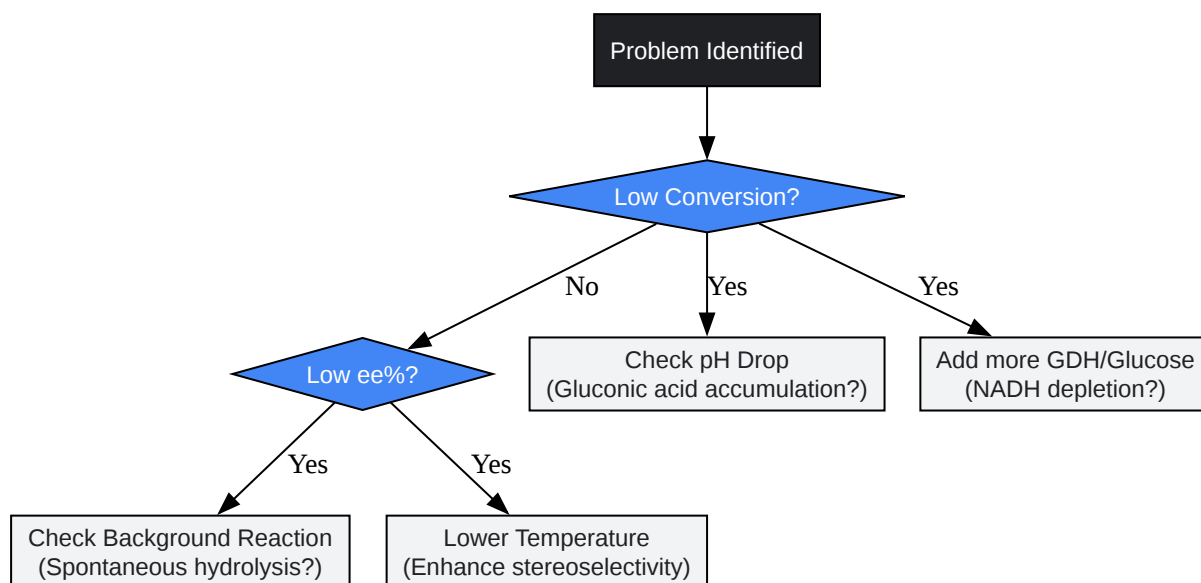 Problem Identified
Low Conversion?
No
Yes
Yes
Low ee%?
Check pH Drop
(Gluconic acid accumulation?)
Add more GDH/Glucose
(NADH depletion?)
Yes
Yes
Check Background Reaction
(Spontaneous hydrolysis?)
Lower Temperature
(Enhance stereoselectivity)